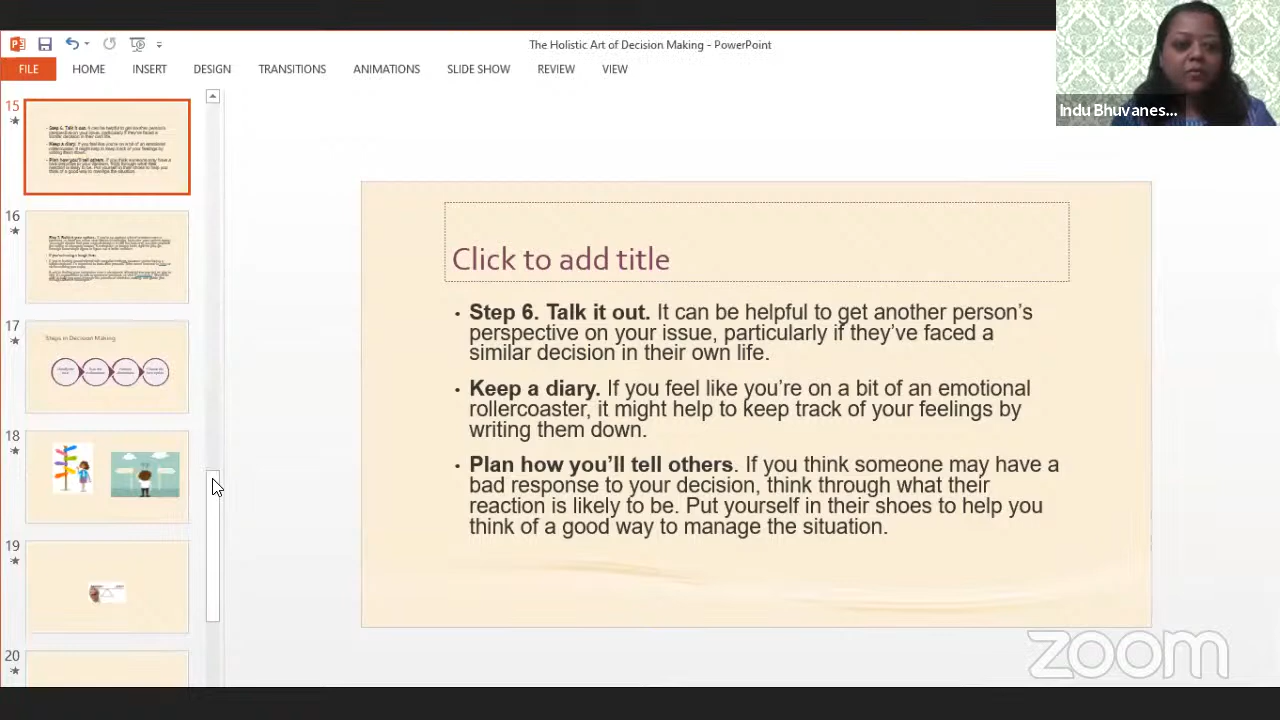 The Holistic Art of Decision Making - PowerPoint
FILE HOME INSERT DESIGN TRANSITIONS ANIMATIONS SLIDE SHOW REVIEW VIEW
Indu Bhuvanes...
15
16
17
Steps in Decision Making
18
19
20
Click to add title
• Step 6. Talk it out. It can be helpful to get another person’s
perspective on your issue, particularly if they’ve faced a
similar decision in their own life.
• Keep a diary. If you feel like you’re on a bit of an emotional
rollercoaster, it might help to keep track of your feelings by
writing them down.
• Plan how you’ll tell others. If you think someone may have a
bad response to your decision, think through what their
reaction is likely to be. Put yourself in their shoes to help you
think of a good way to manage the situation.
zoom